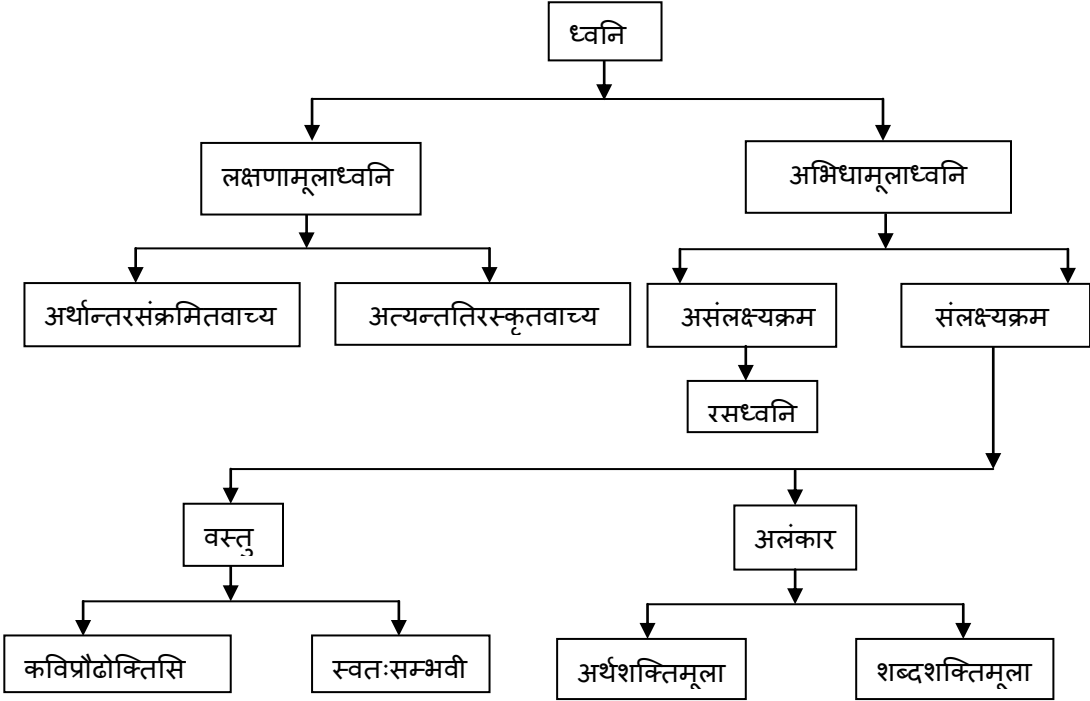 ध्वनि
लक्षणामूलाध्वनि
अभिधामूलाध्वनि
अर्थान्तरसंक्रमितवाच्य
अत्यन्ततिरस्कृतवाच्य
असंलक्ष्यक्रम
संलक्ष्यक्रम
रसध्वनि
वस्तु
अलंकार
कविप्रौढोक्तिसि
स्वतःसम्भवी
अर्थशक्तिमूला
शब्दशक्तिमूला